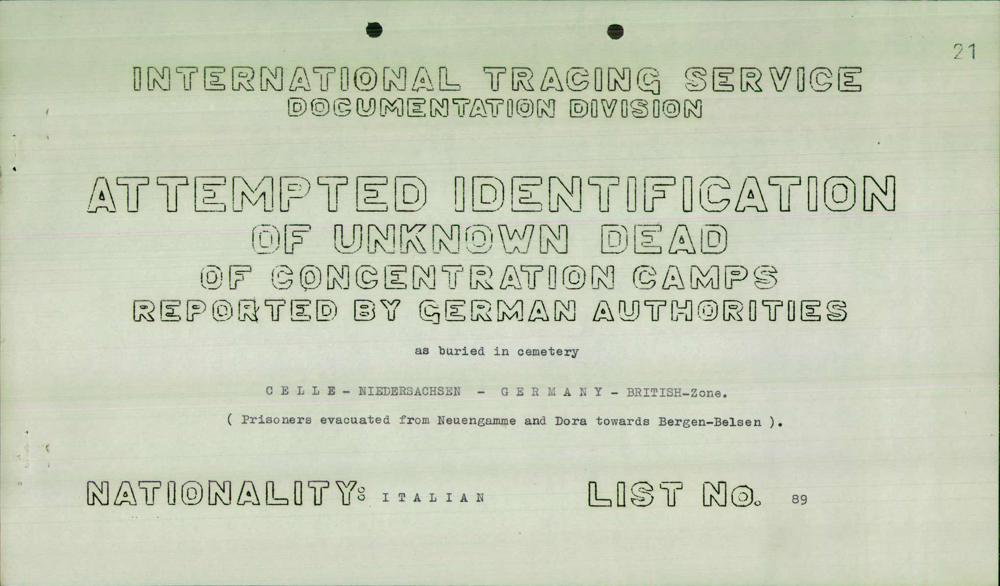 21
INTERNATIONAL TRACING SERVICE
DOCUMENTATION DIVISION
ATTEMPTED IDENTIFICATION
OF UNKNOWN DEAD
OF CONCENTRATION CAMPS
REPORTED BY GERMAN AUTHORITIES
as buried in cemetery
C E L L E - NIEDERSACHSEN - G E R M A N Y - BRITISH-Zone.
( Prisoners evacuated from Neuengamme and Dora towards Bergen-Belsen ).
NATIONALITY: I T A L I A N LIST No. 89